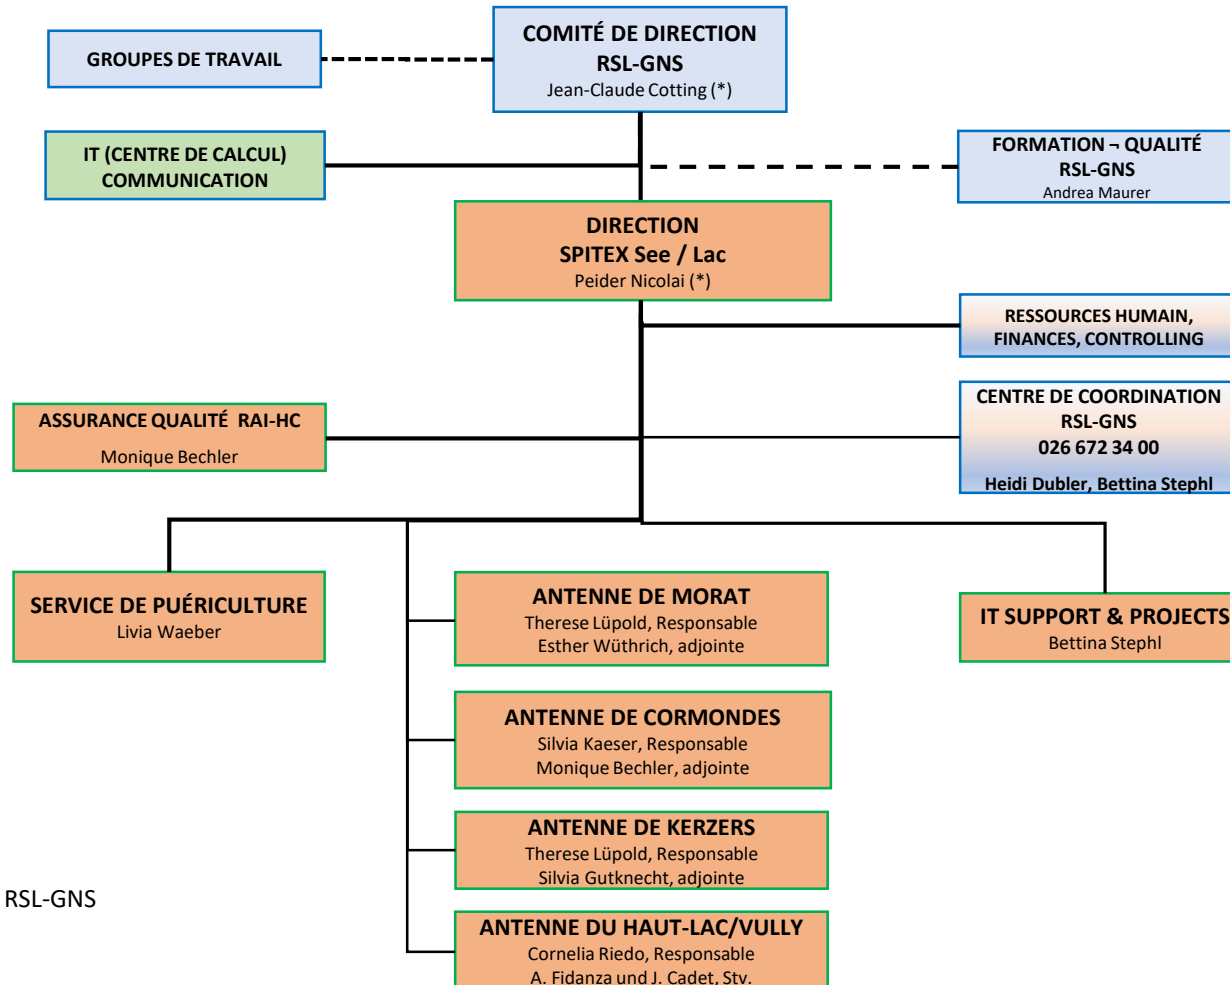 GROUPES DE TRAVAIL
COMITÉ DE DIRECTION
RSL-GNS
Jean-Claude Cotting (*)
IT (CENTRE DE CALCUL)
COMMUNICATION
FORMATION ¬ QUALITÉ
RSL-GNS
Andrea Maurer
DIRECTION
SPITEX See / Lac
Peider Nicolai (*)
RESSOURCES HUMAIN,
FINANCES, CONTROLLING
ASSURANCE QUALITÉ RAI-HC
Monique Bechler
CENTRE DE COORDINATION
RSL-GNS
026 672 34 00
Heidi Dubler, Bettina Stephl
SERVICE DE PUÉRICULTURE
Livia Waeber
ANTENNE DE MORAT
Therese Lüpold, Responsable
Esther Wüthrich, adjointe
IT SUPPORT & PROJECTS
Bettina Stephl
ANTENNE DE CORMONDES
Silvia Kaeser, Responsable
Monique Bechler, adjointe
ANTENNE DE KERZERS
Therese Lüpold, Responsable
Silvia Gutknecht, adjointe
RSL-GNS
ANTENNE DU HAUT-LAC/VULLY
Cornelia Riedo, Responsable
A. Fidanza und J. Cadet, Stv.